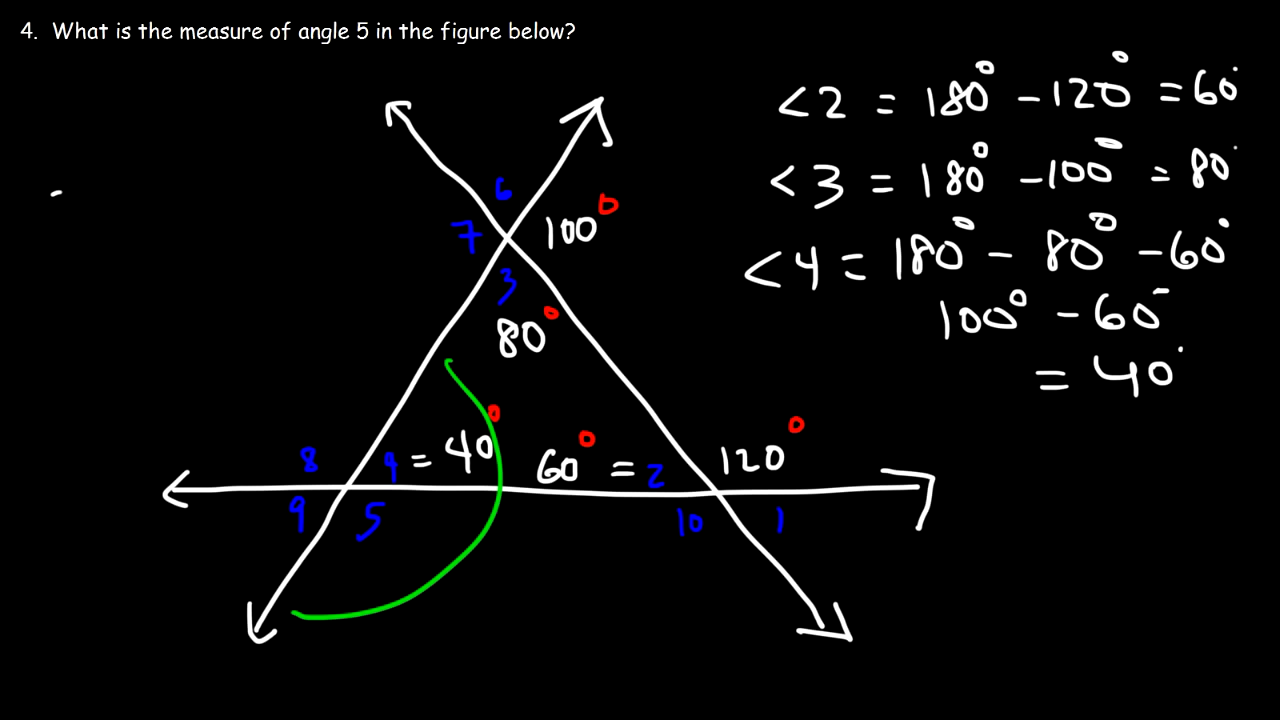 4. What is the measure of angle 5 in the figure below?
<2 = 180° - 120° = 60°
<3 = 180° - 100° = 80°
<4 = 180° - 80° - 60°
100° - 60°
= 40°
6
7
100°
3
80°
8
4 = 40°
60° = 2
120°
9
5
10
1